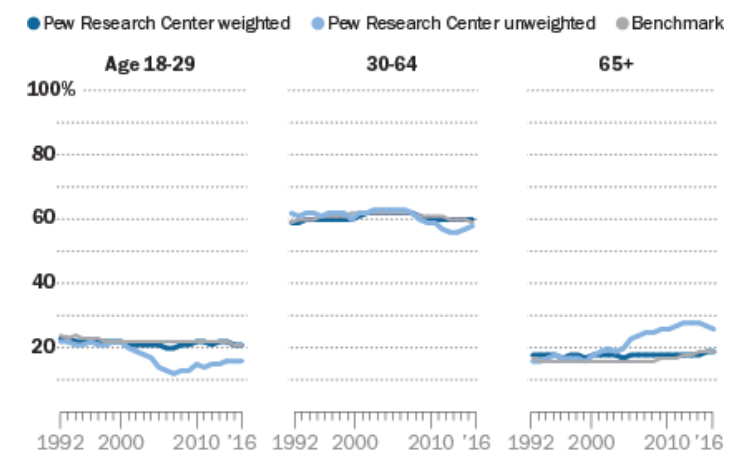 Pew Research Center weighted Pew Research Center unweighted Benchmark
Age 18-29 30-64 65+
100%
80
60
40
20
1992 2000 2010 '16 1992 2000 2010 '16 1992 2000 2010 '16